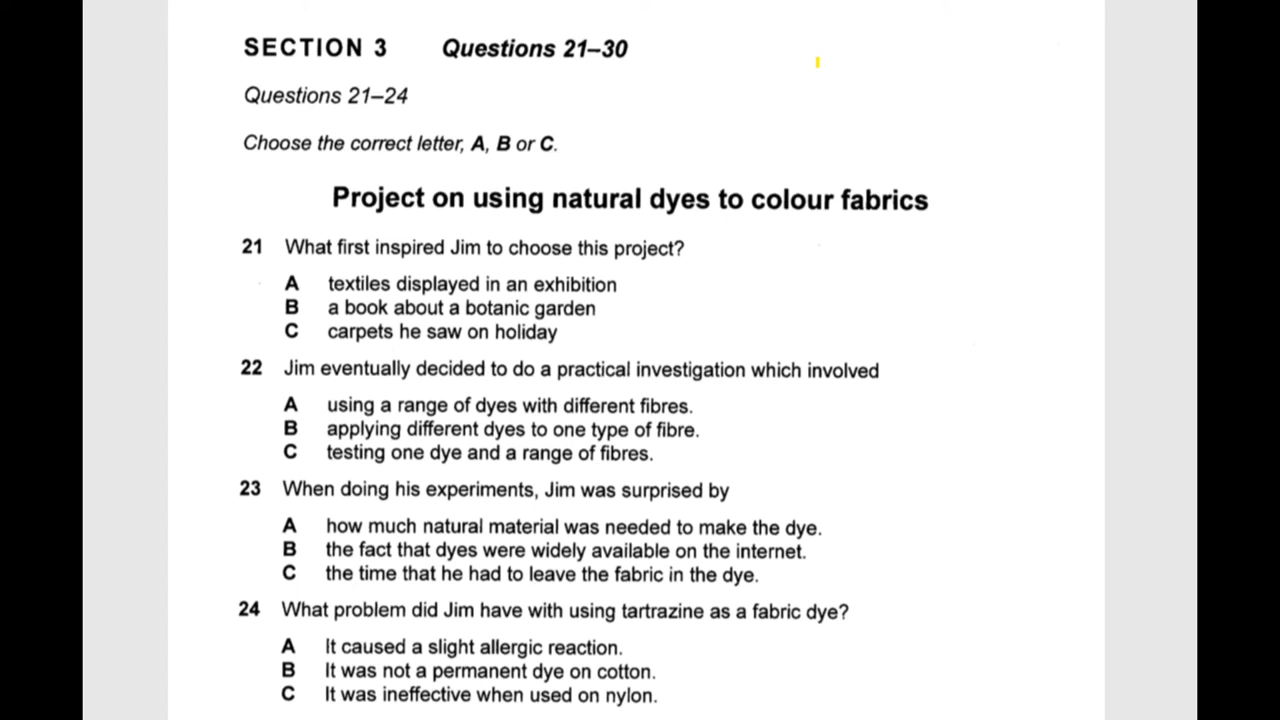 SECTION 3 Questions 21–30
Questions 21–24
Choose the correct letter, A, B or C.
Project on using natural dyes to colour fabrics
21 What first inspired Jim to choose this project?
A textiles displayed in an exhibition
B a book about a botanic garden
C carpets he saw on holiday
22 Jim eventually decided to do a practical investigation which involved
A using a range of dyes with different fibres.
B applying different dyes to one type of fibre.
C testing one dye and a range of fibres.
23 When doing his experiments, Jim was surprised by
A how much natural material was needed to make the dye.
B the fact that dyes were widely available on the internet.
C the time that he had to leave the fabric in the dye.
24 What problem did Jim have with using tartrazine as a fabric dye?
A It caused a slight allergic reaction.
B It was not a permanent dye on cotton.
C It was ineffective when used on nylon.